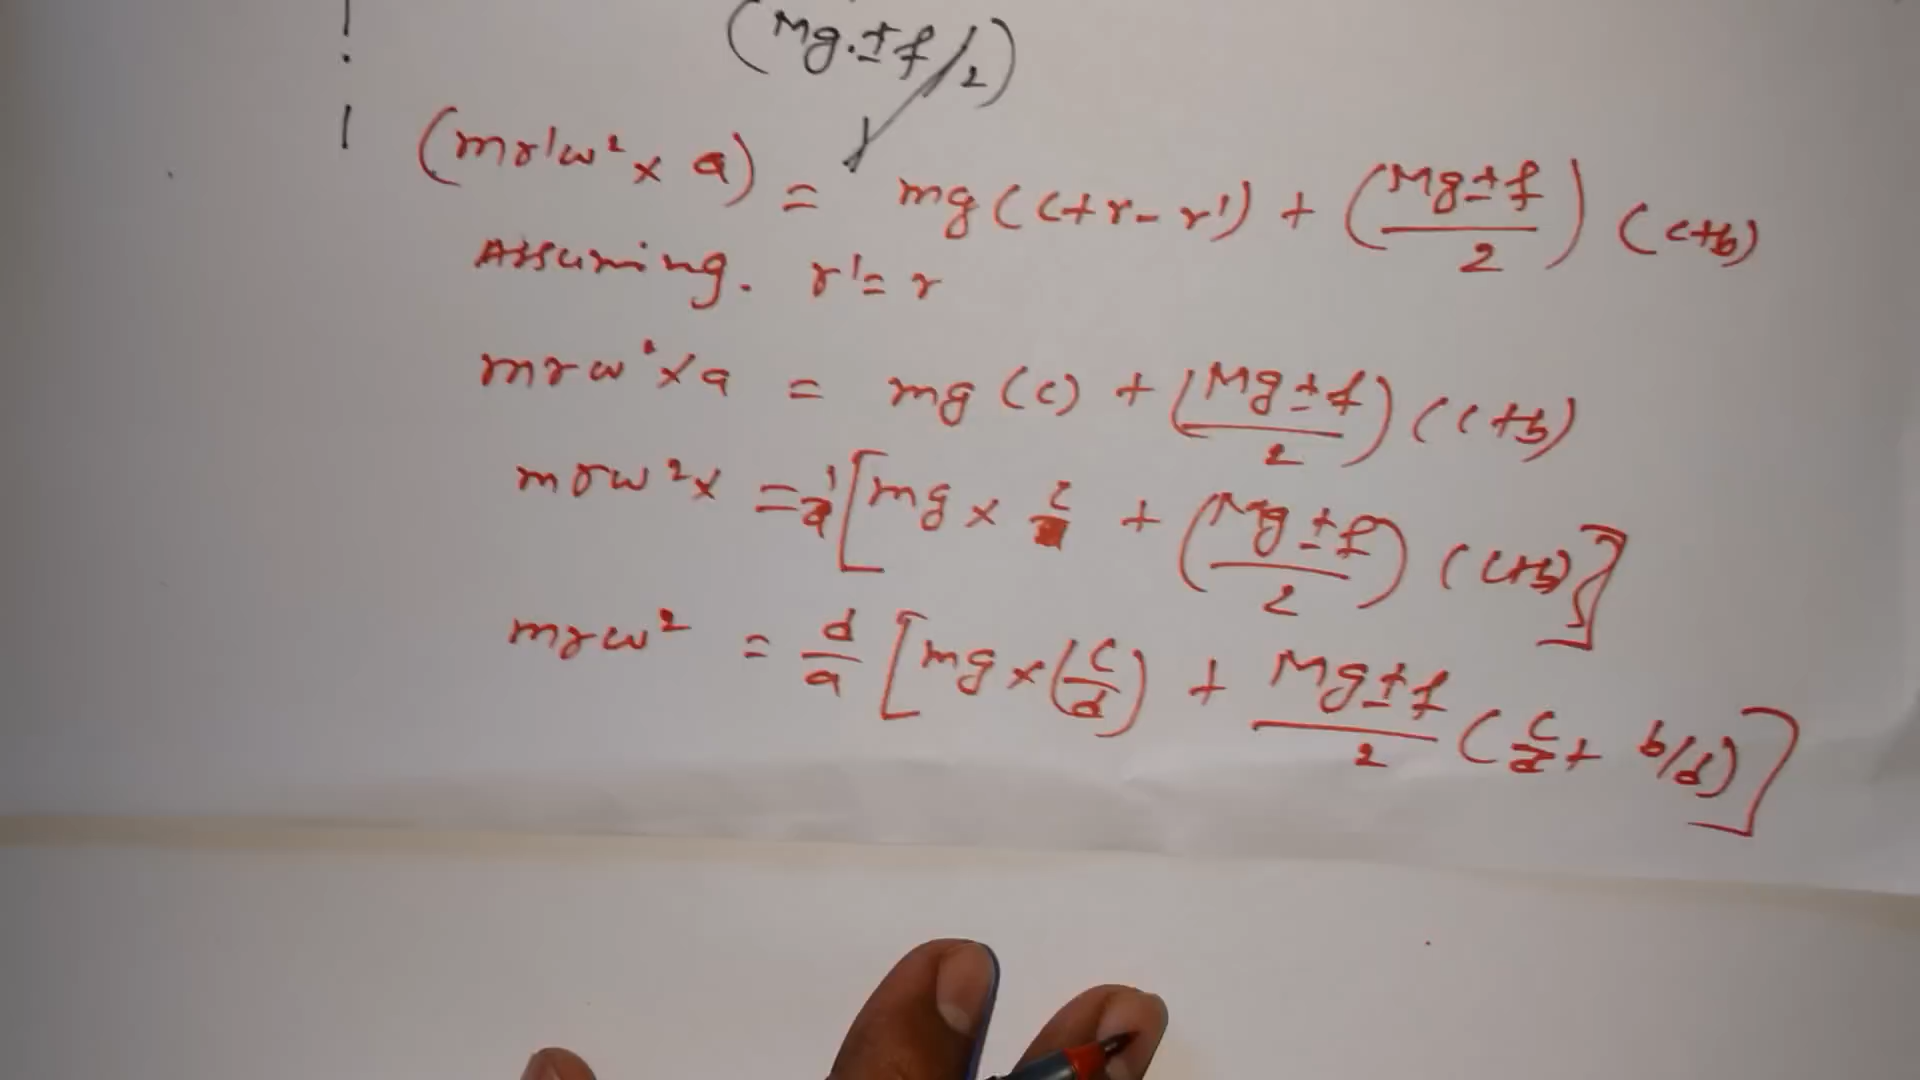 (Mg.±f/2)
(mr'ω² × a) = mg(c+r-r') + (Mg±f/2) (c+b)
Assuming. r'=r
mrω² × a = mg (c) + (Mg±f/2) (c+b)
mrω² × = 1/a [mg × c + (Mg±f/2) (c+b)]
mrω² = d/a [mg × (c/d) + Mg±f/2 (c/d + b/d)]